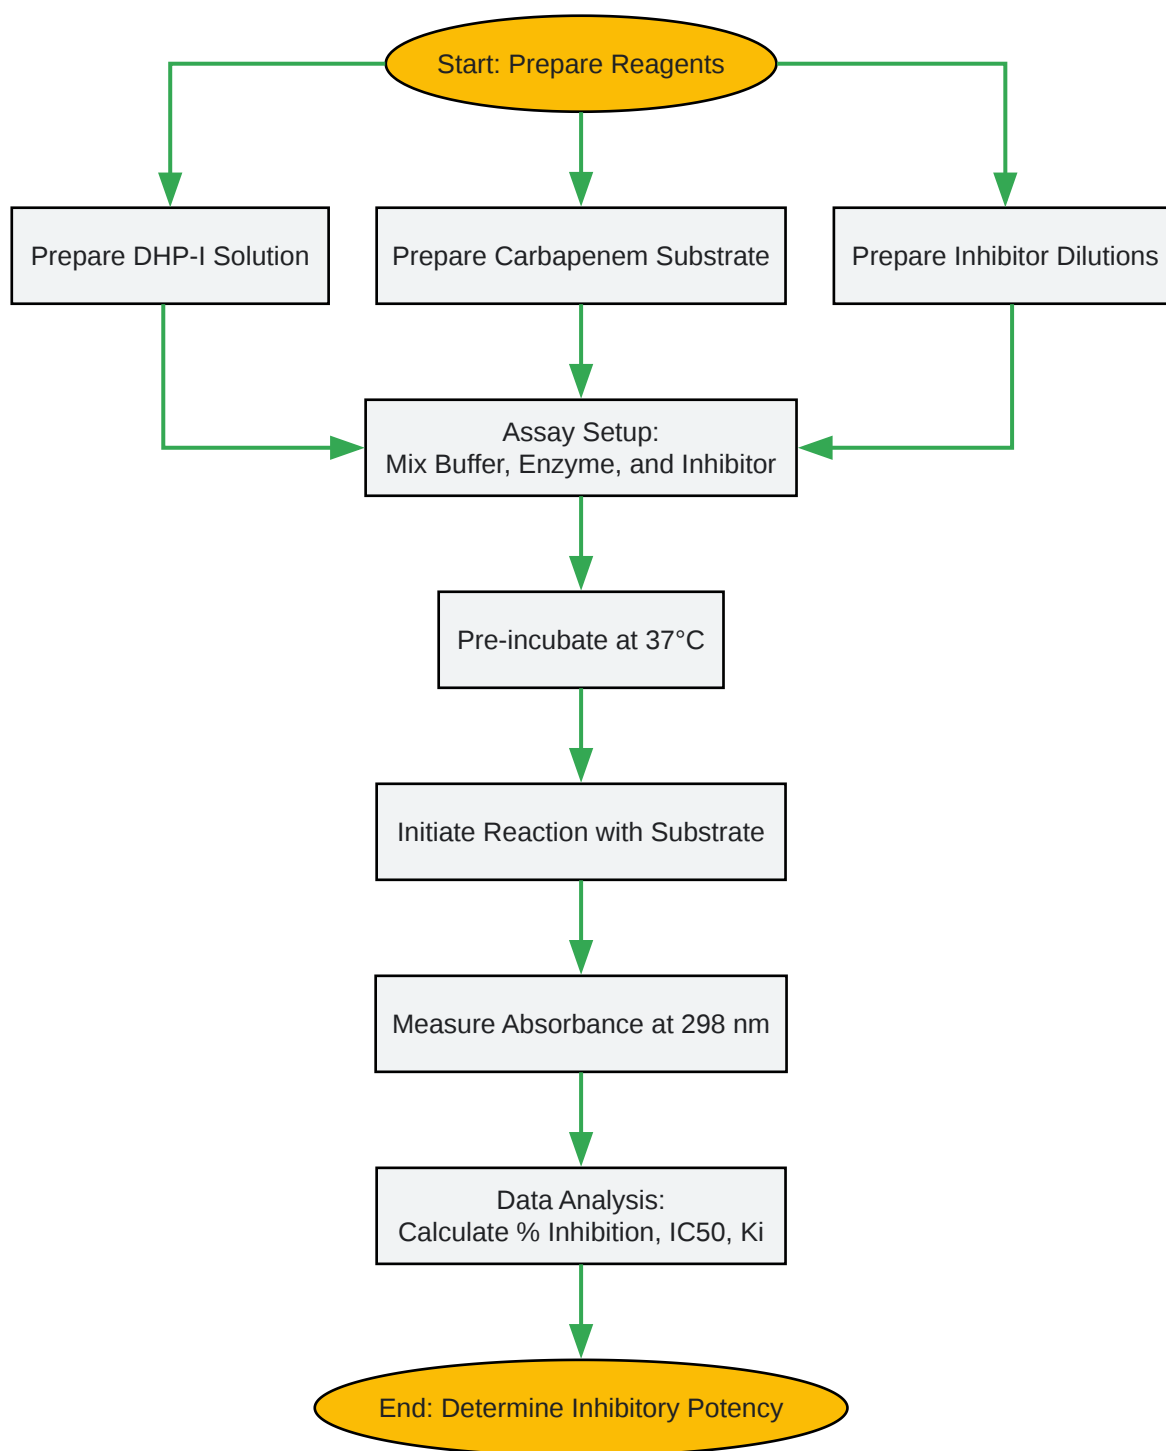 Start: Prepare Reagents
Prepare DHP-I Solution
Prepare Carbapenem Substrate
Prepare Inhibitor Dilutions
Assay Setup:
Mix Buffer, Enzyme, and Inhibitor
Pre-incubate at 37°C
Initiate Reaction with Substrate
Measure Absorbance at 298 nm
Data Analysis:
Calculate % Inhibition, IC50, Ki
End: Determine Inhibitory Potency